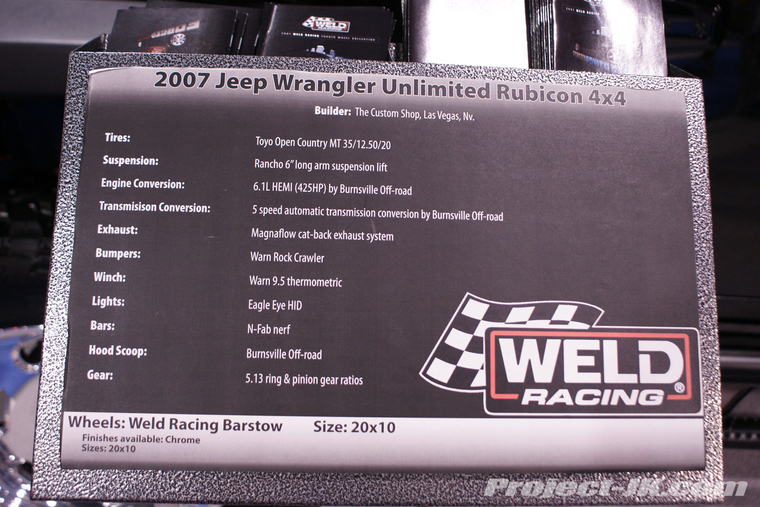 WELD
RACING
2007 WELD RACING
2007 Jeep Wrangler Unlimited Rubicon 4x4
Builder: The Custom Shop, Las Vegas, Nv.
Tires: Toyo Open Country MT 35/12.50/20
Suspension: Rancho 6" long arm suspension lift
Engine Conversion: 6.1L HEMI (425HP) by Burnsville Off-road
Transmisison Conversion: 5 speed automatic transmission conversion by Burnsville Off-road
Exhaust: Magnaflow cat-back exhaust system
Bumpers: Warn Rock Crawler
Winch: Warn 9.5 thermometric
Lights: Eagle Eye HID
Bars: N-Fab nerf
Hood Scoop: Burnsville Off-road
Gear: 5.13 ring & pinion gear ratios
WELD®
RACING
Wheels: Weld Racing Barstow Size: 20x10
Finishes available: Chrome
Sizes: 20x10
Project-JK.com